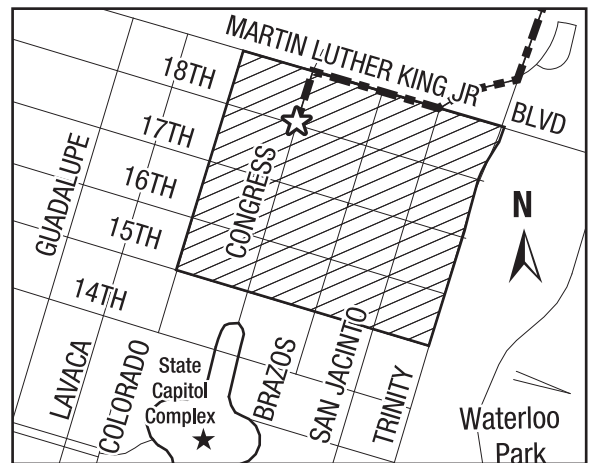 MARTIN LUTHER KING JR
BLVD
18TH
17TH
16TH
15TH
14TH
GUADALUPE
CONGRESS
N
LAVACA
COLORADO
State
Capitol
Complex
BRAZOS
SAN JACINTO
TRINITY
Waterloo
Park